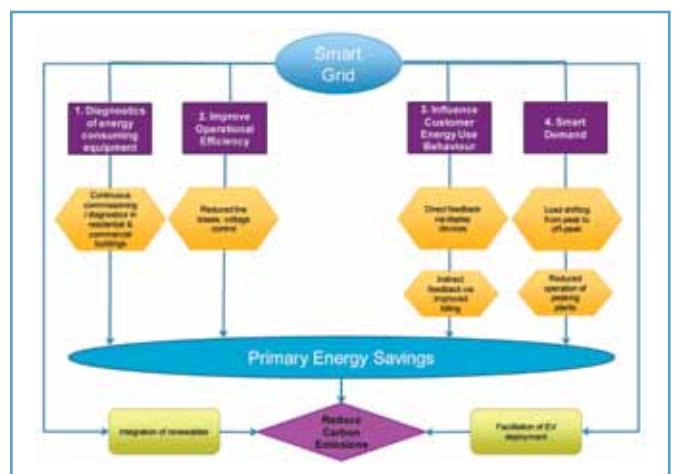 Smart
Grid
1. Diagnostics
of energy
consuming
equipment
2. Improve
Operational
Efficiency
3. Influence
Customer
Energy Use
Behaviour
4. Smart
Demand
Continuous
commissioning
/ diagnostics in
residential &
commercial
buildings
Reduced line
losses, voltage
control
Direct feedback
via display
devices
Load shifting
from peak to
off-peak
Indirect
feedback via
improved
billing
Reduced
operation of
peaking
plants
Primary Energy Savings
Integration of renewables
Reduce
Carbon
Emissions
Facilitation of EV
deployment